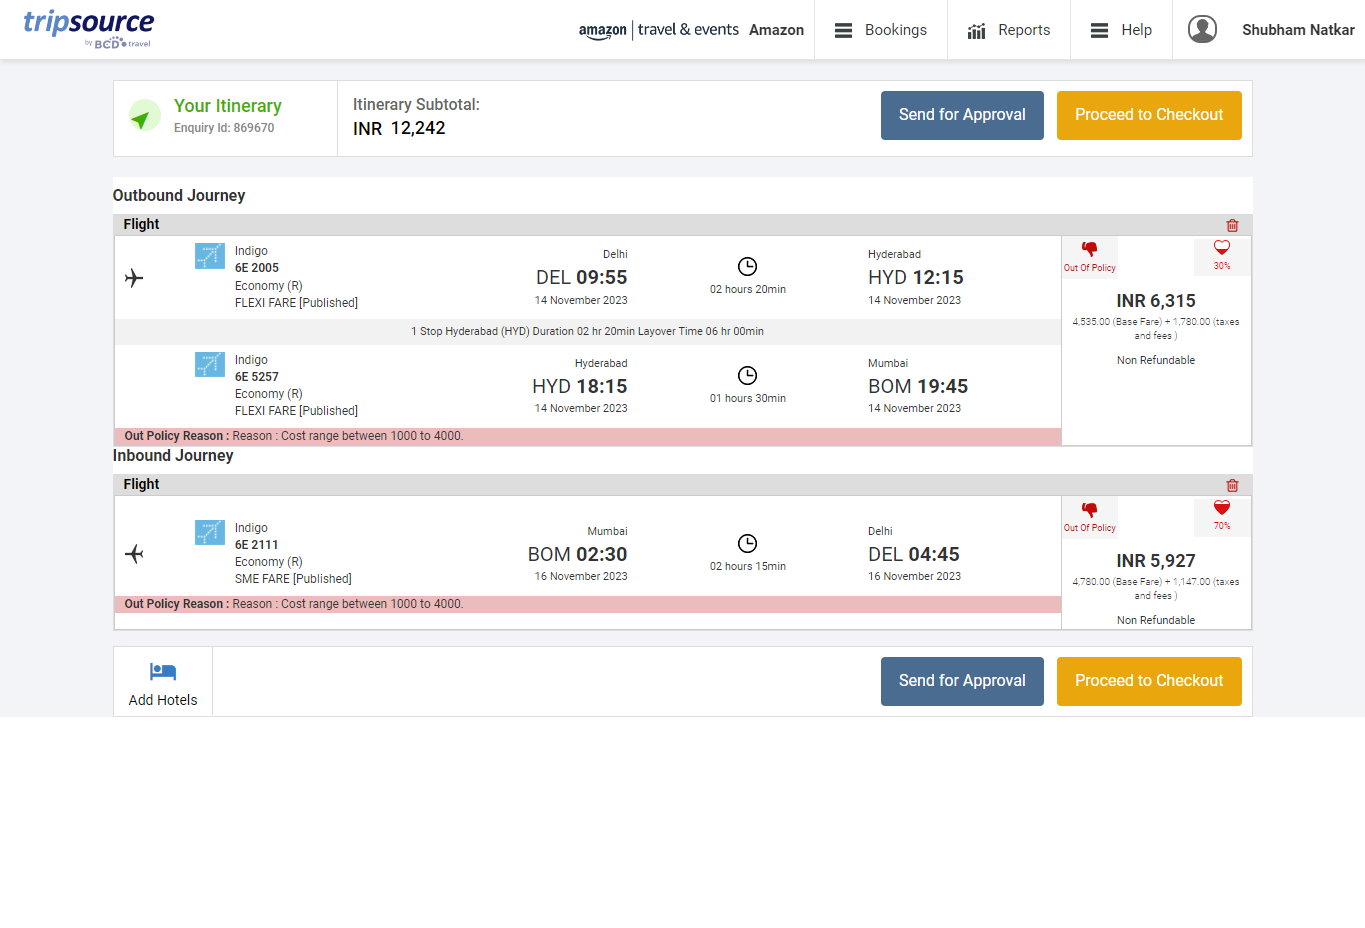 tripsource
by BCD travel
amazon | travel & events Amazon
Bookings
Reports
Help
Shubham Natkar
Your Itinerary
Enquiry Id: 869670
Itinerary Subtotal:
INR 12,242
Send for Approval
Proceed to Checkout
Outbound Journey
Flight
Indigo
6E 2005
Economy (R)
FLEXI FARE [Published]
Delhi
DEL 09:55
14 November 2023
02 hours 20min
Hyderabad
HYD 12:15
14 November 2023
Out Of Policy
30%
INR 6,315
4,535.00 (Base Fare) + 1,780.00 (taxes
and fees )
Non Refundable
1 Stop Hyderabad (HYD) Duration 02 hr 20min Layover Time 06 hr 00min
Indigo
6E 5257
Economy (R)
FLEXI FARE [Published]
Hyderabad
HYD 18:15
14 November 2023
01 hours 30min
Mumbai
BOM 19:45
14 November 2023
Out Policy Reason : Reason : Cost range between 1000 to 4000.
Inbound Journey
Flight
Indigo
6E 2111
Economy (R)
SME FARE [Published]
Mumbai
BOM 02:30
16 November 2023
02 hours 15min
Delhi
DEL 04:45
16 November 2023
Out Of Policy
70%
INR 5,927
4,780.00 (Base Fare) + 1,147.00 (taxes
and fees )
Non Refundable
Out Policy Reason : Reason : Cost range between 1000 to 4000.
Add Hotels
Send for Approval
Proceed to Checkout